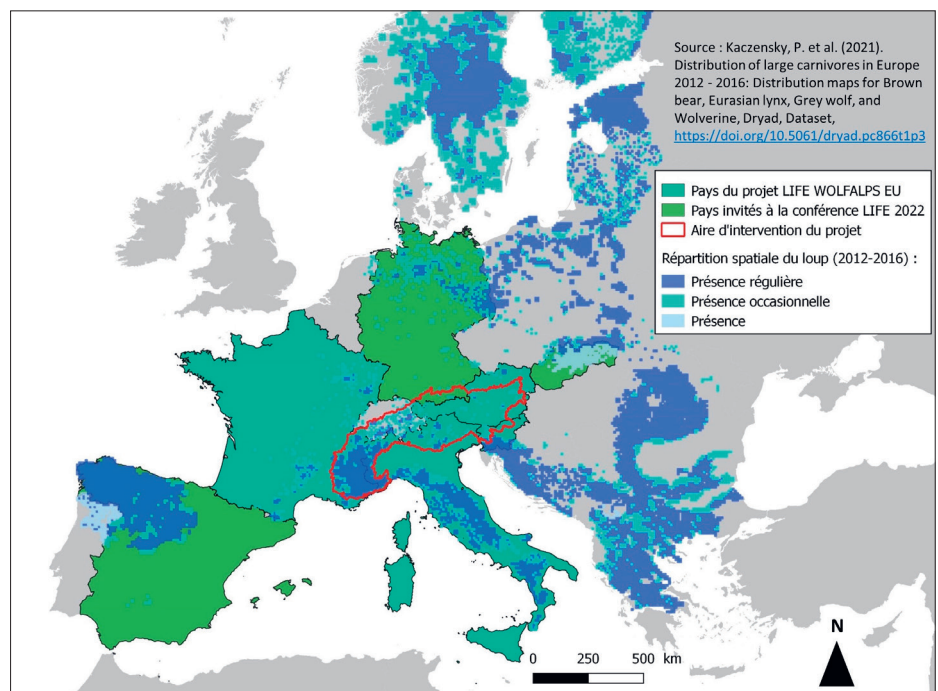 Source : Kaczensky, P. et al. (2021).
Distribution of large carnivores in Europe
2012 - 2016: Distribution maps for Brown
bear, Eurasian lynx, Grey wolf, and
Wolverine, Dryad, Dataset,
https://doi.org/10.5061/dryad.pc866t1p3
Pays du projet LIFE WOLFALPS EU
Pays invités à la conférence LIFE 2022
Aire d'intervention du projet
Répartition spatiale du loup (2012-2016) :
Présence régulière
Présence occasionnelle
Présence
N
0 250 500 km